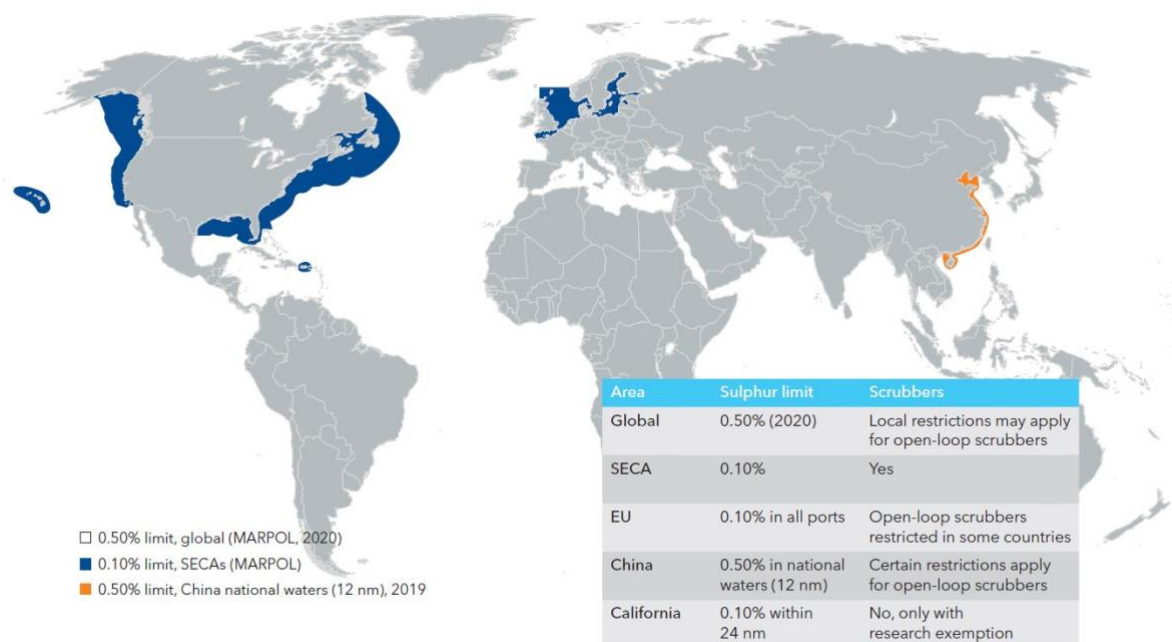 Area Sulphur limit Scrubbers
Global 0.50% (2020) Local restrictions may apply
for open-loop scrubbers
SECA 0.10% Yes
EU 0.10% in all ports Open-loop scrubbers
restricted in some countries
China 0.50% in national Certain restrictions apply
waters (12 nm) for open-loop scrubbers
California 0.10% within No, only with
24 nm research exemption
0.50% limit, global (MARPOL, 2020)
0.10% limit, SECAs (MARPOL)
0.50% limit, China national waters (12 nm), 2019